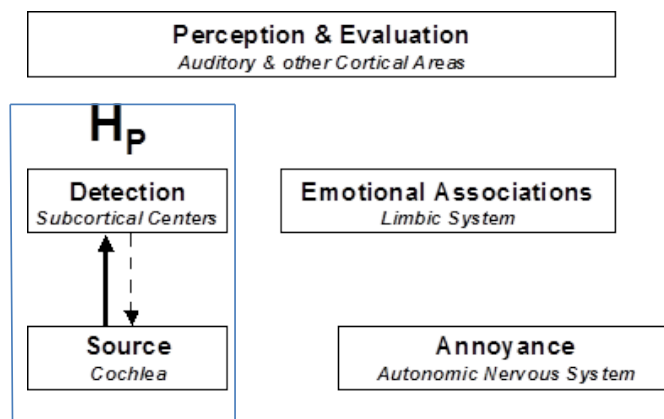 Perception & Evaluation
Auditory & other Cortical Areas
HP
Detection
Subcortical Centers
Emotional Associations
Limbic System
Source
Cochlea
Annoyance
Autonomic Nervous System